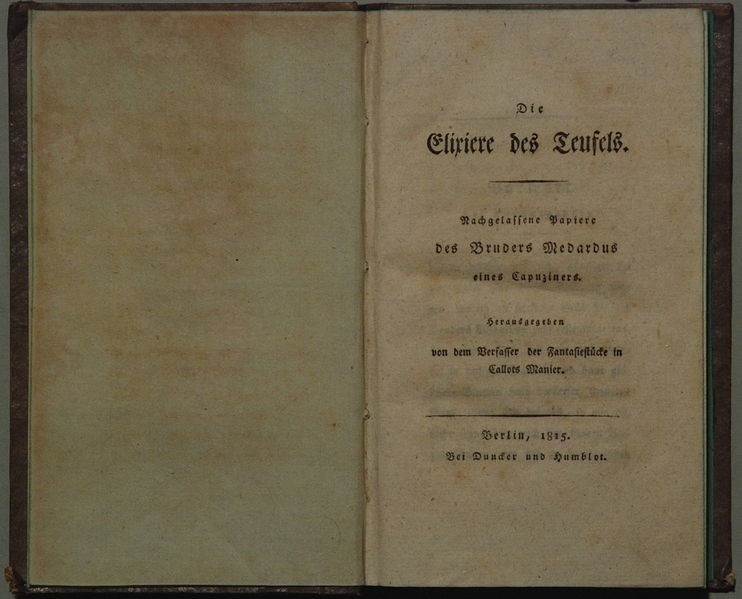 Die
Elixiere des Teufels.
Nachgelassene Papiere
des Bruders Medardus
eines Capuziners.
Herausgegeben
von dem Verfasser der Fantasiestücke in
Callots Manier.
Berlin, 1815.
Bei Duncker und Humblot.